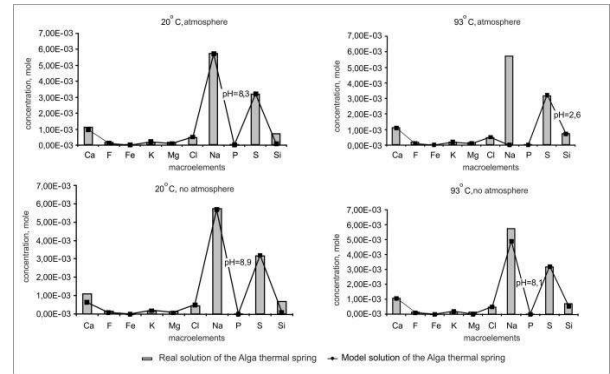 20°C, atmosphere
concentration, mole
7,00E-03
6,00E-03
5,00E-03
4,00E-03
3,00E-03
2,00E-03
1,00E-03
0,00E-03
pH=8,3
Ca F Fe K Mg Cl Na P S Si
macroelements
93°C, atmosphere
concentration, mole
7,00E-03
6,00E-03
5,00E-03
4,00E-03
3,00E-03
2,00E-03
1,00E-03
0,00E-03
pH=2,6
Ca F Fe K Mg Cl Na P S Si
macroelements
20°C, no atmosphere
concentration, mole
6,00E-03
5,00E-03
4,00E-03
3,00E-03
2,00E-03
1,00E-03
0,00E-03
pH=8,9
Ca F Fe K Mg Cl Na P S Si
macroelements
93°C, no atmosphere
concentration, mole
7,00E-03
6,00E-03
5,00E-03
4,00E-03
3,00E-03
2,00E-03
1,00E-03
0,00E-03
pH=8,1
Ca F Fe K Mg Cl Na P S Si
macroelements
Real solution of the Alga thermal spring
Model solution of the Alga thermal spring